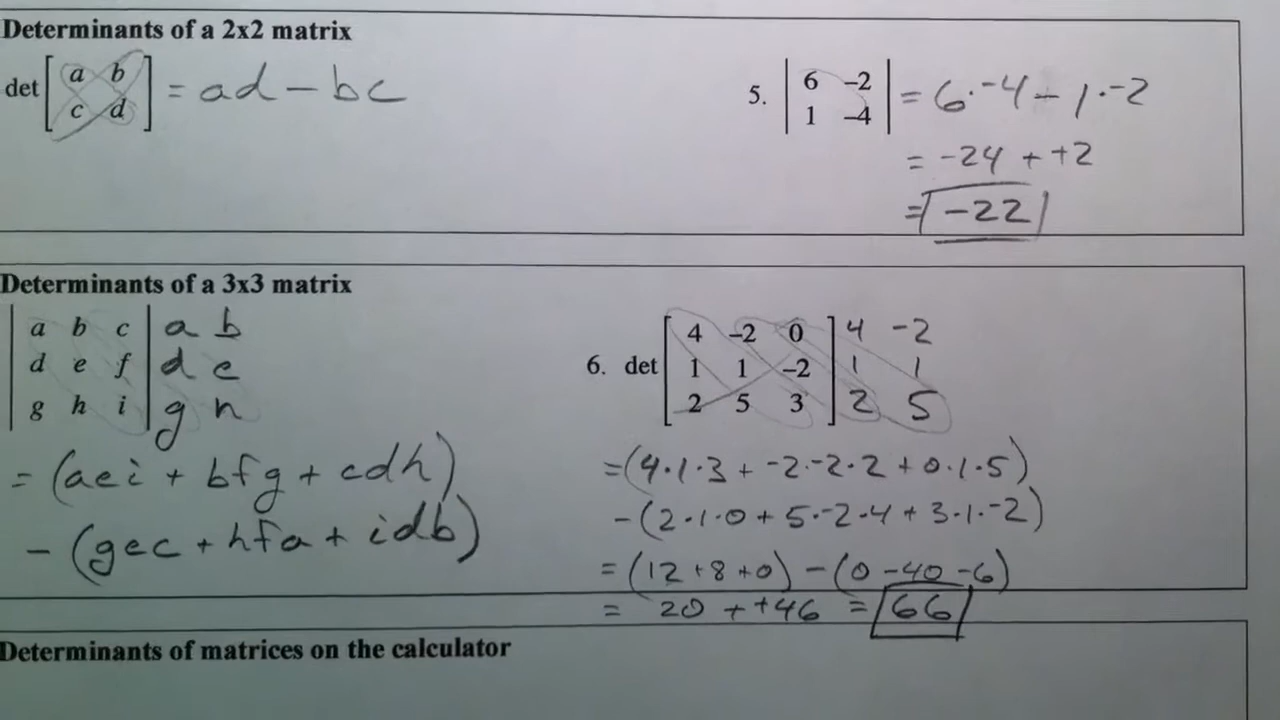 Determinants of a 2x2 matrix
det [ a b ] = ad - bc
c d
5. | 6 -2 | = 6·-4 - 1·-2
1 -4
= -24 + +2
= -22
Determinants of a 3x3 matrix
| a b c | a b
d e f d e
g h i g h
= (aei + bfg + cdh)
- (gec + hfa + idb)
6. det [ 4 -2 0 ] 4 -2
1 1 -2 1 1
2 5 3 2 5
= (4·1·3 + -2·-2·2 + 0·1·5)
- (2·1·0 + 5·-2·4 + 3·1·-2)
= (12 + 8 + 0) - (0 - 40 - 6)
= 20 + +46 = 66
Determinants of matrices on the calculator